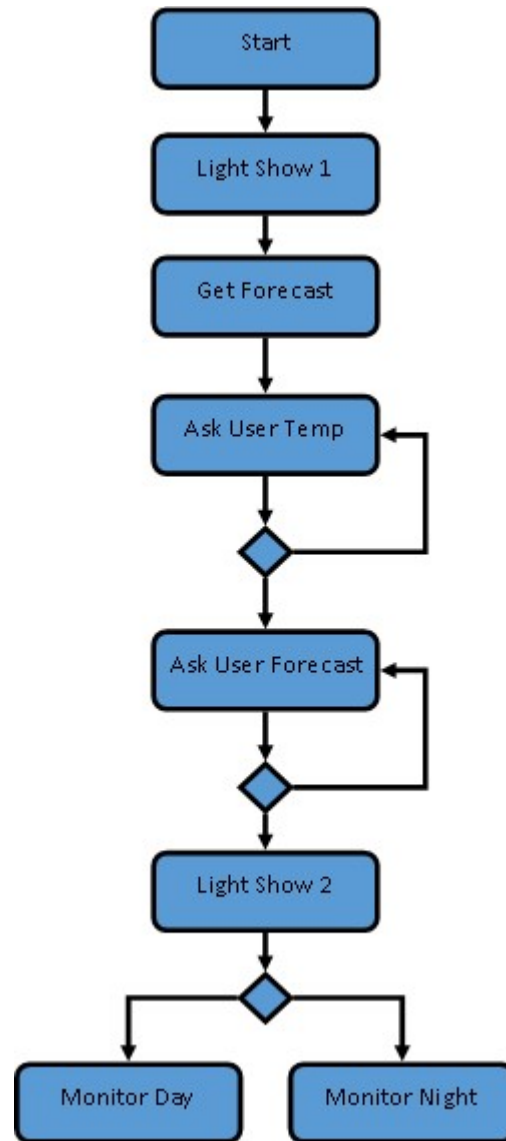 Start
Light Show 1
Get Forecast
Ask User Temp
Ask User Forecast
Light Show 2
Monitor Day
Monitor Night